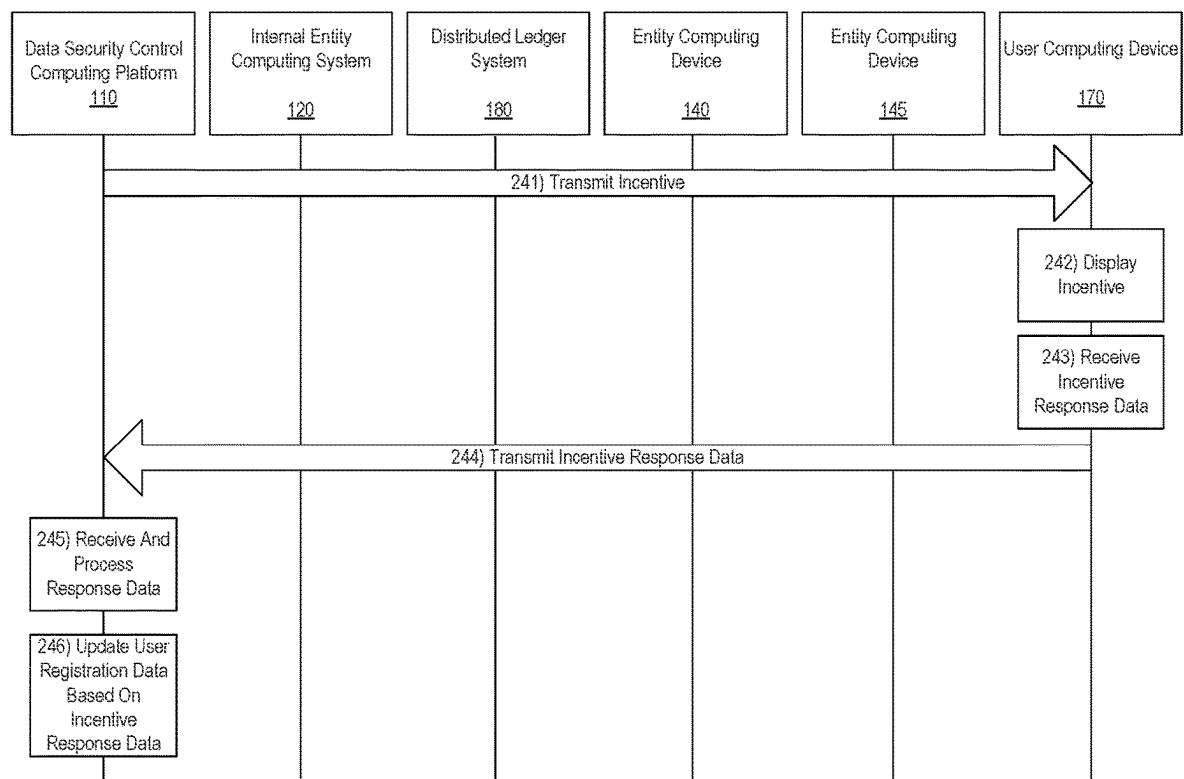 Data Security Control
Computing Platform
110
Internal Entity
Computing System
120
Distributed Ledger
System
180
Entity Computing
Device
140
Entity Computing
Device
145
User Computing Device
170
241) Transmit Incentive
242) Display
Incentive
243) Receive
Incentive
Response Data
244) Transmit Incentive Response Data
245) Receive And
Process
Response Data
246) Update User
Registration Data
Based On
Incentive
Response Data